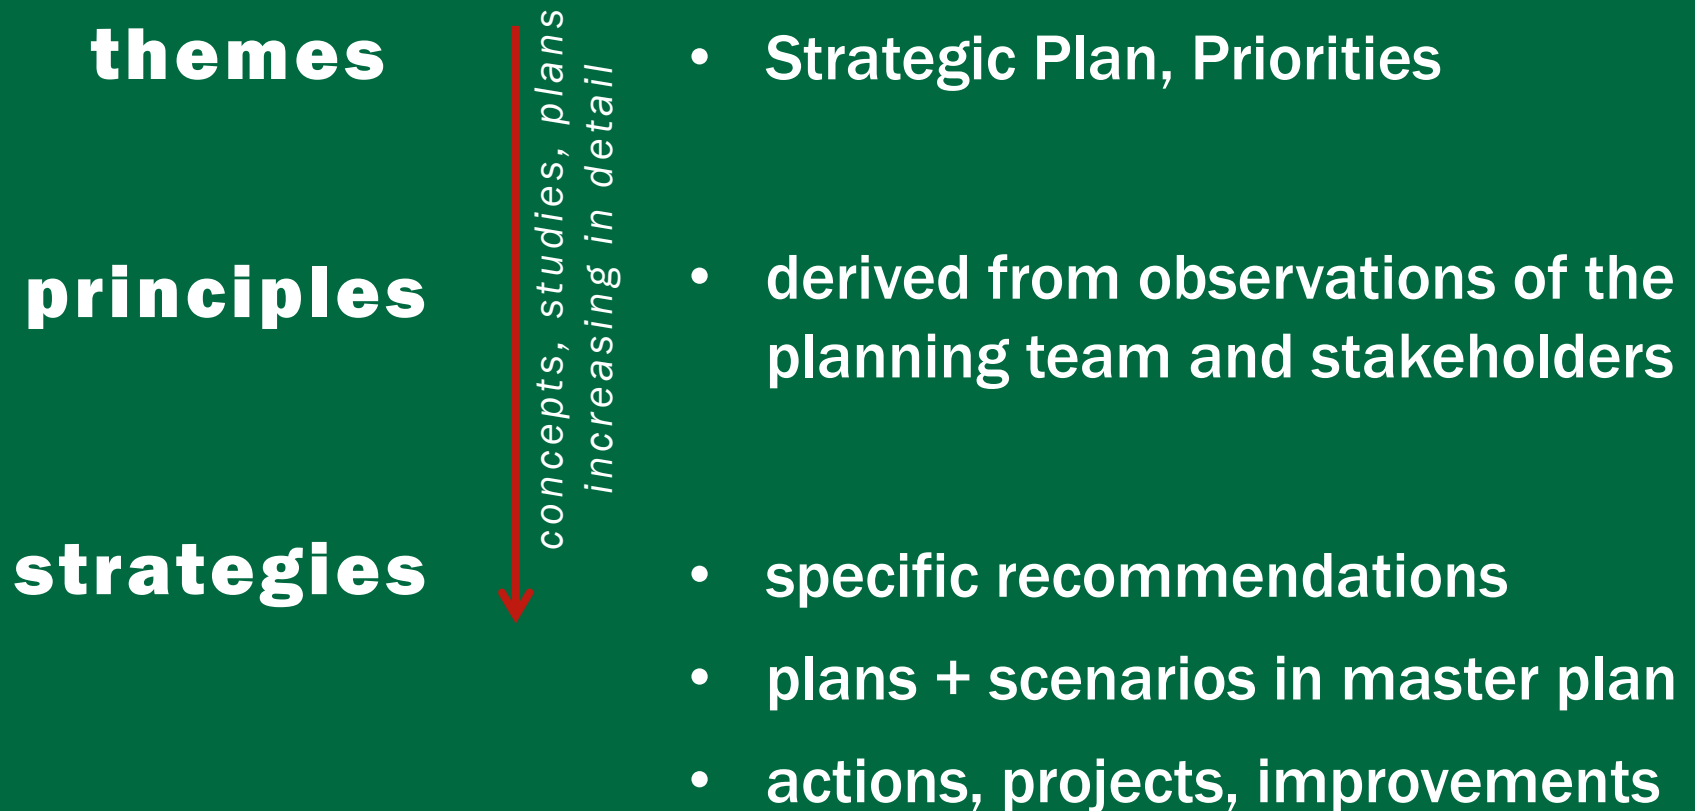 themes
• Strategic Plan, Priorities
concepts, studies, plans
increasing in detail
principles
• derived from observations of the
planning team and stakeholders
strategies
• specific recommendations
• plans + scenarios in master plan
• actions, projects, improvements